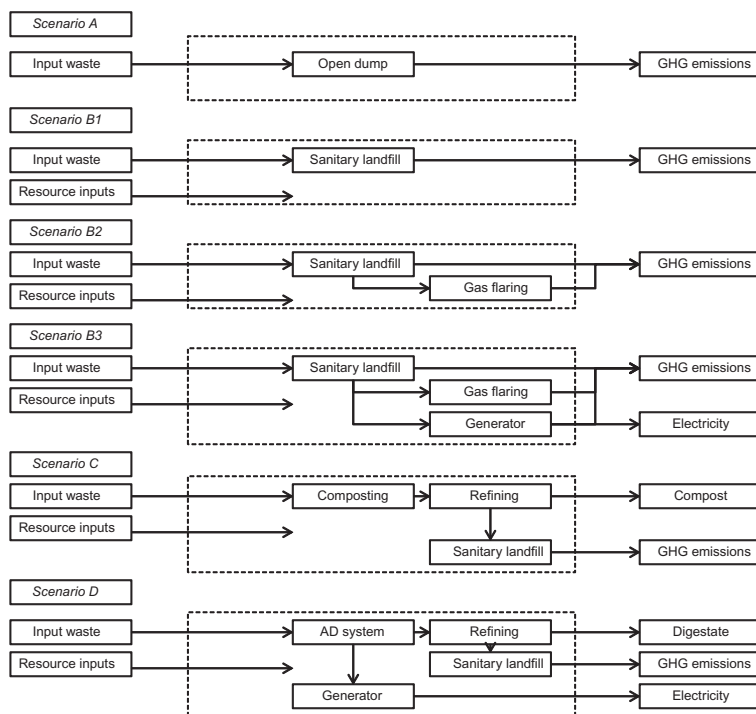 Scenario A
Input waste
Open dump
GHG emissions
Scenario B1
Input waste
Sanitary landfill
GHG emissions
Resource inputs
Scenario B2
Input waste
Sanitary landfill
GHG emissions
Resource inputs
Gas flaring
Scenario B3
Input waste
Sanitary landfill
GHG emissions
Resource inputs
Gas flaring
Generator
Electricity
Scenario C
Input waste
Composting
Refining
Compost
Resource inputs
Sanitary landfill
GHG emissions
Scenario D
Input waste
AD system
Refining
Digestate
Resource inputs
Sanitary landfill
GHG emissions
Generator
Electricity